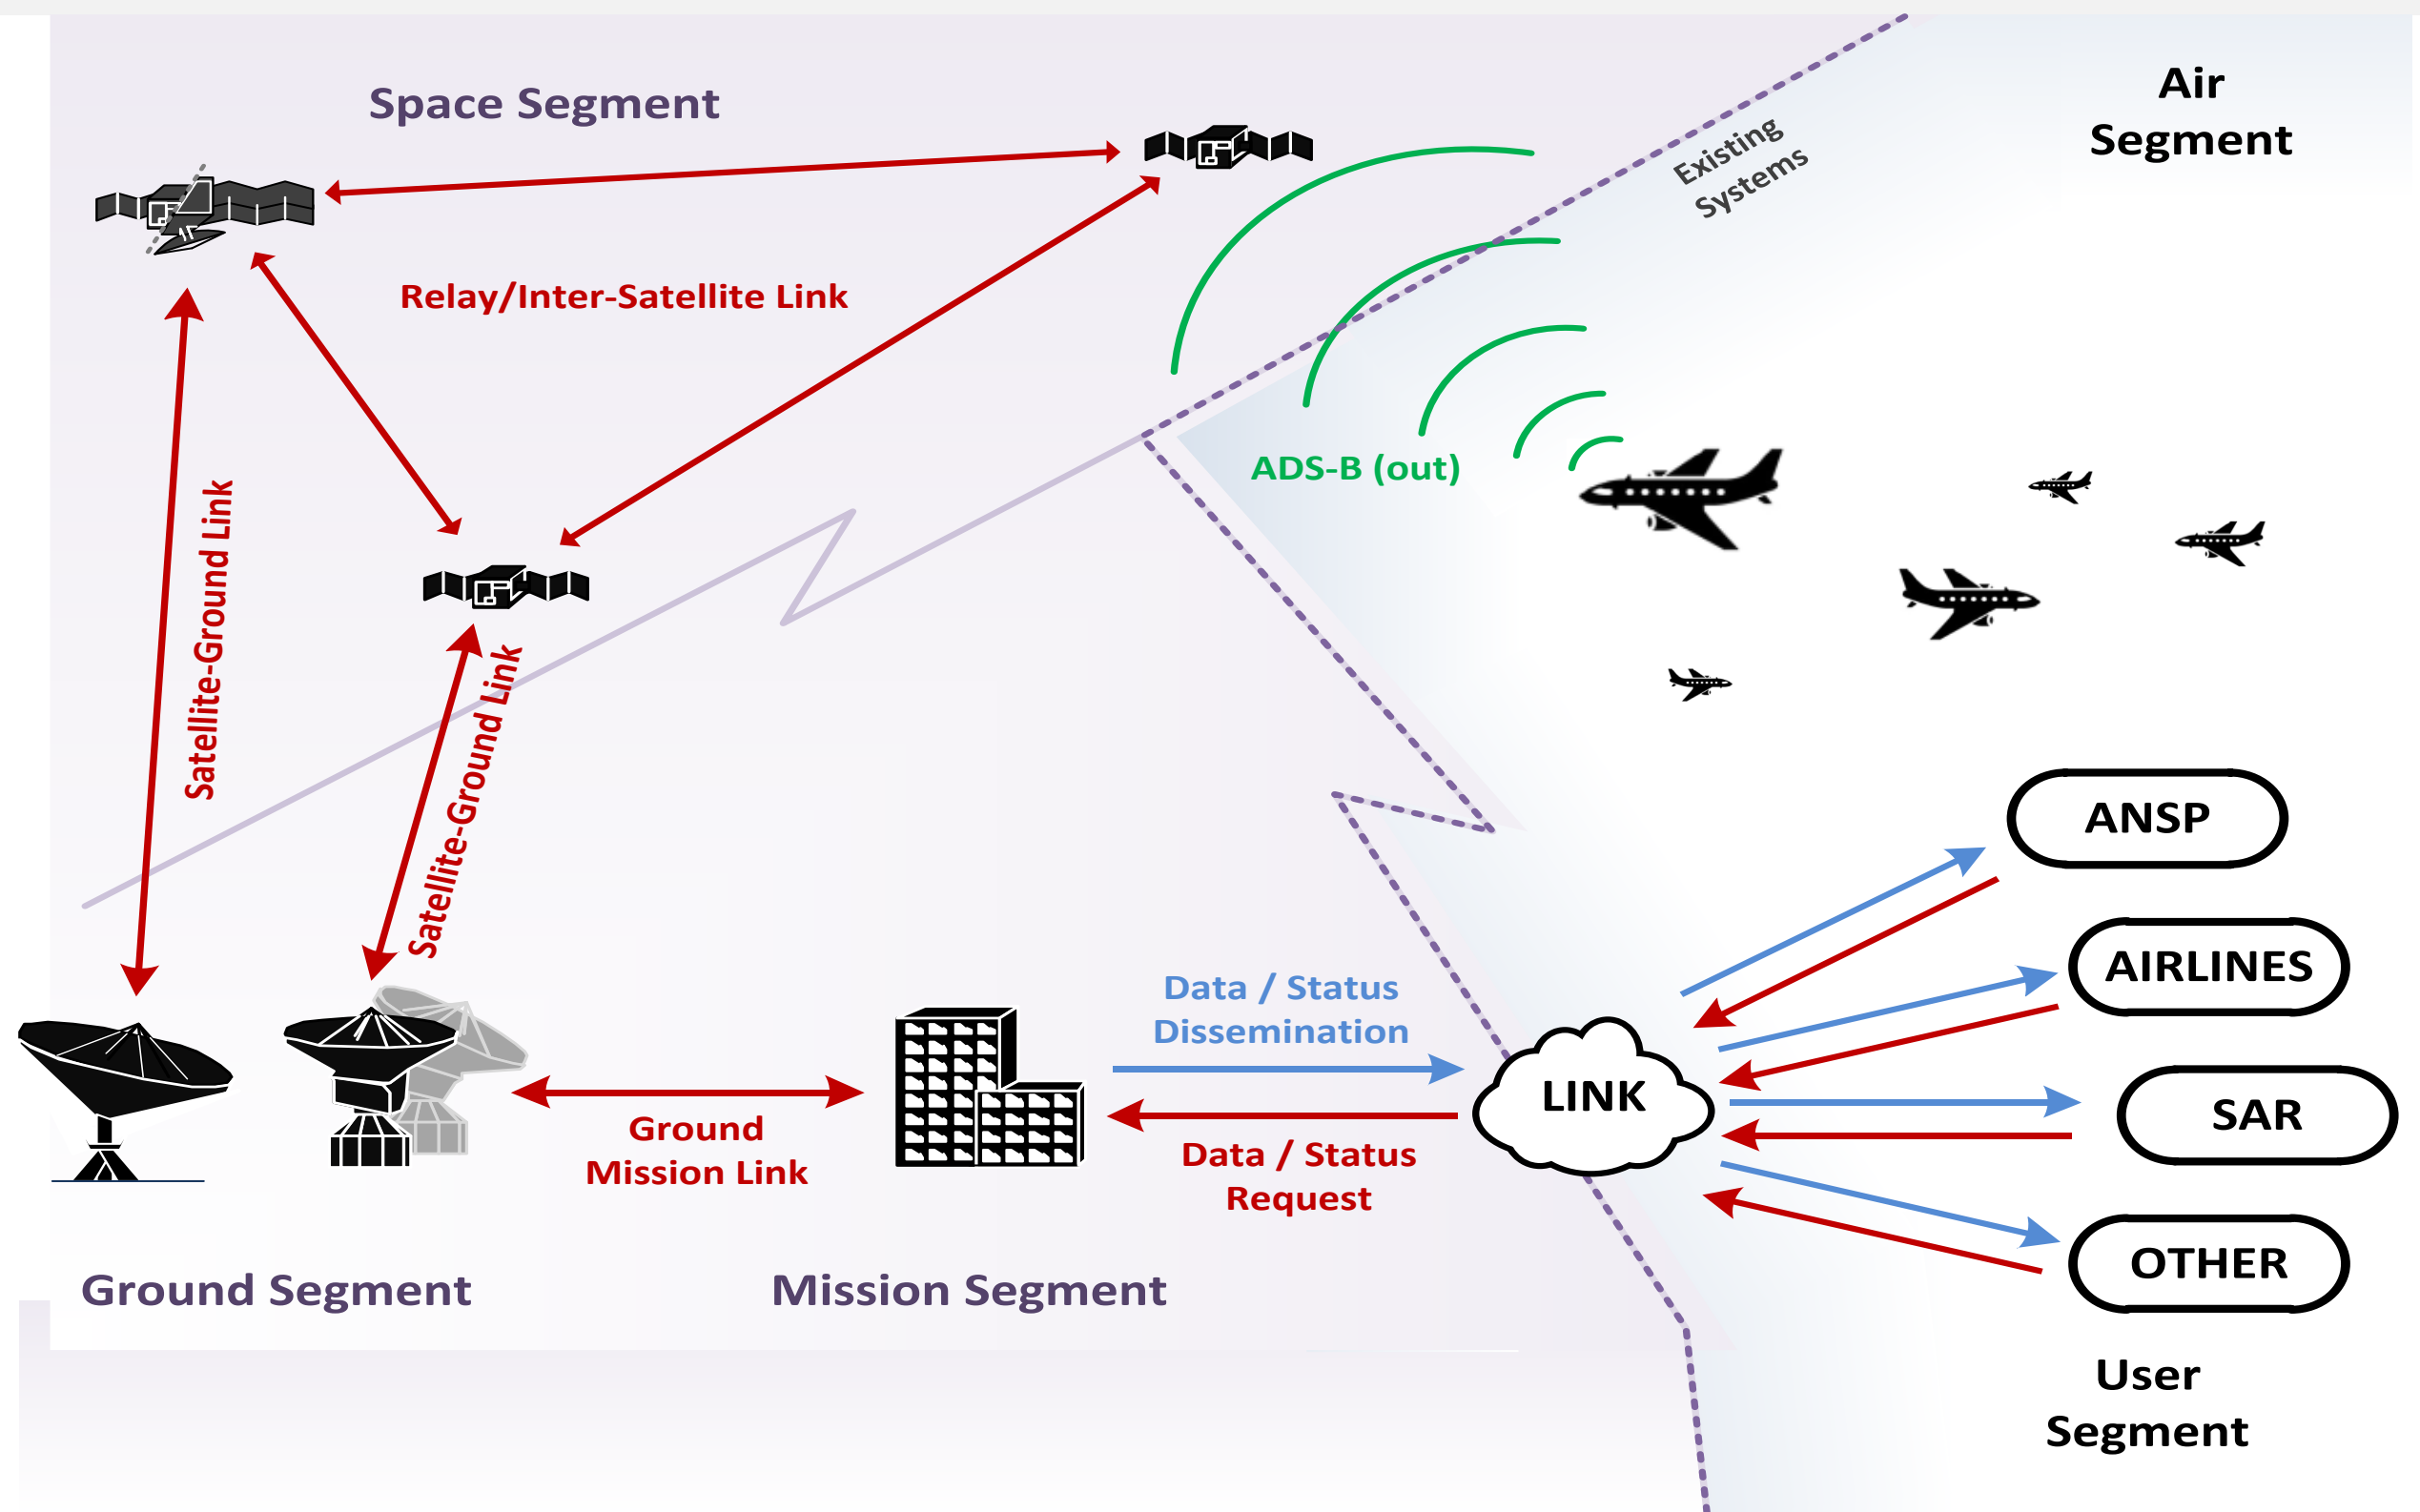 Space Segment
Air
Segment
Existing
Systems
Relay/Inter-Satellite Link
ADS-B (out)
Satellite-Ground Link
Satellite-Ground Link
ANSP
AIRLINES
SAR
OTHER
Data / Status
Dissemination
LINK
Ground
Mission Link
Data / Status
Request
Ground Segment
Mission Segment
User
Segment